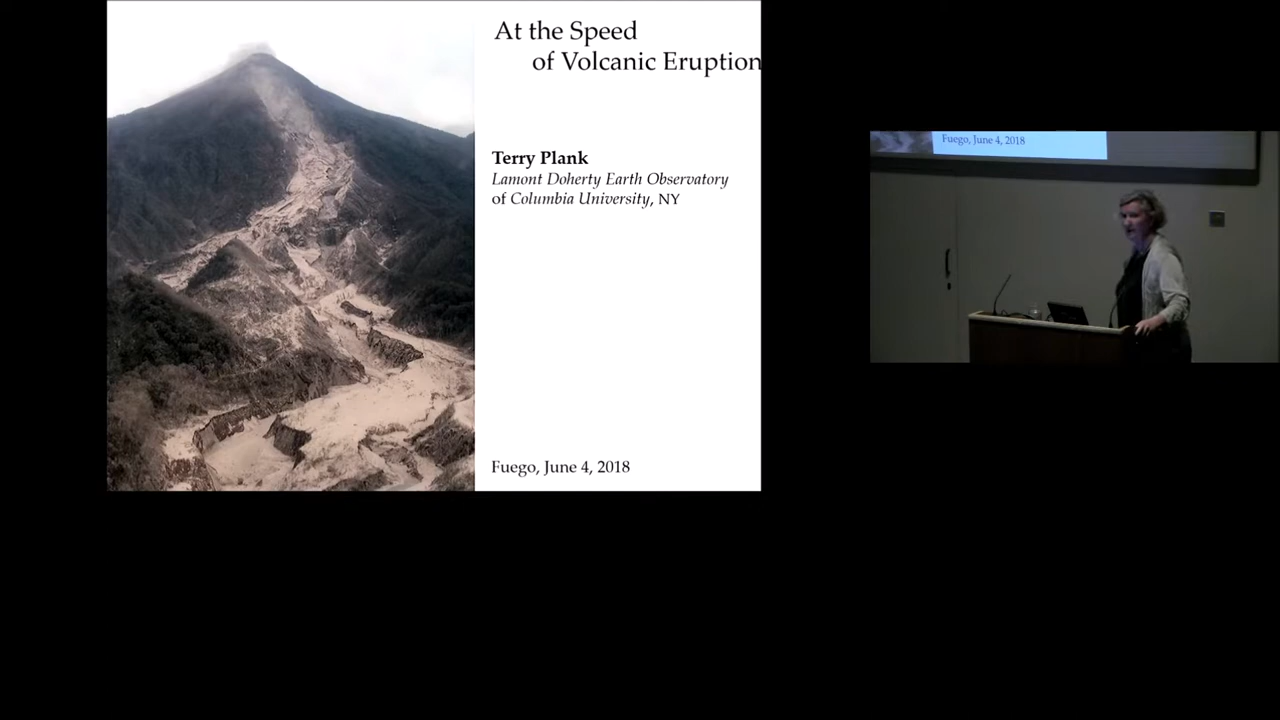 At the Speed
of Volcanic Eruption
Terry Plank
Lamont Doherty Earth Observatory
of Columbia University, NY
Fuego, June 4, 2018
Fuego, June 4, 2018